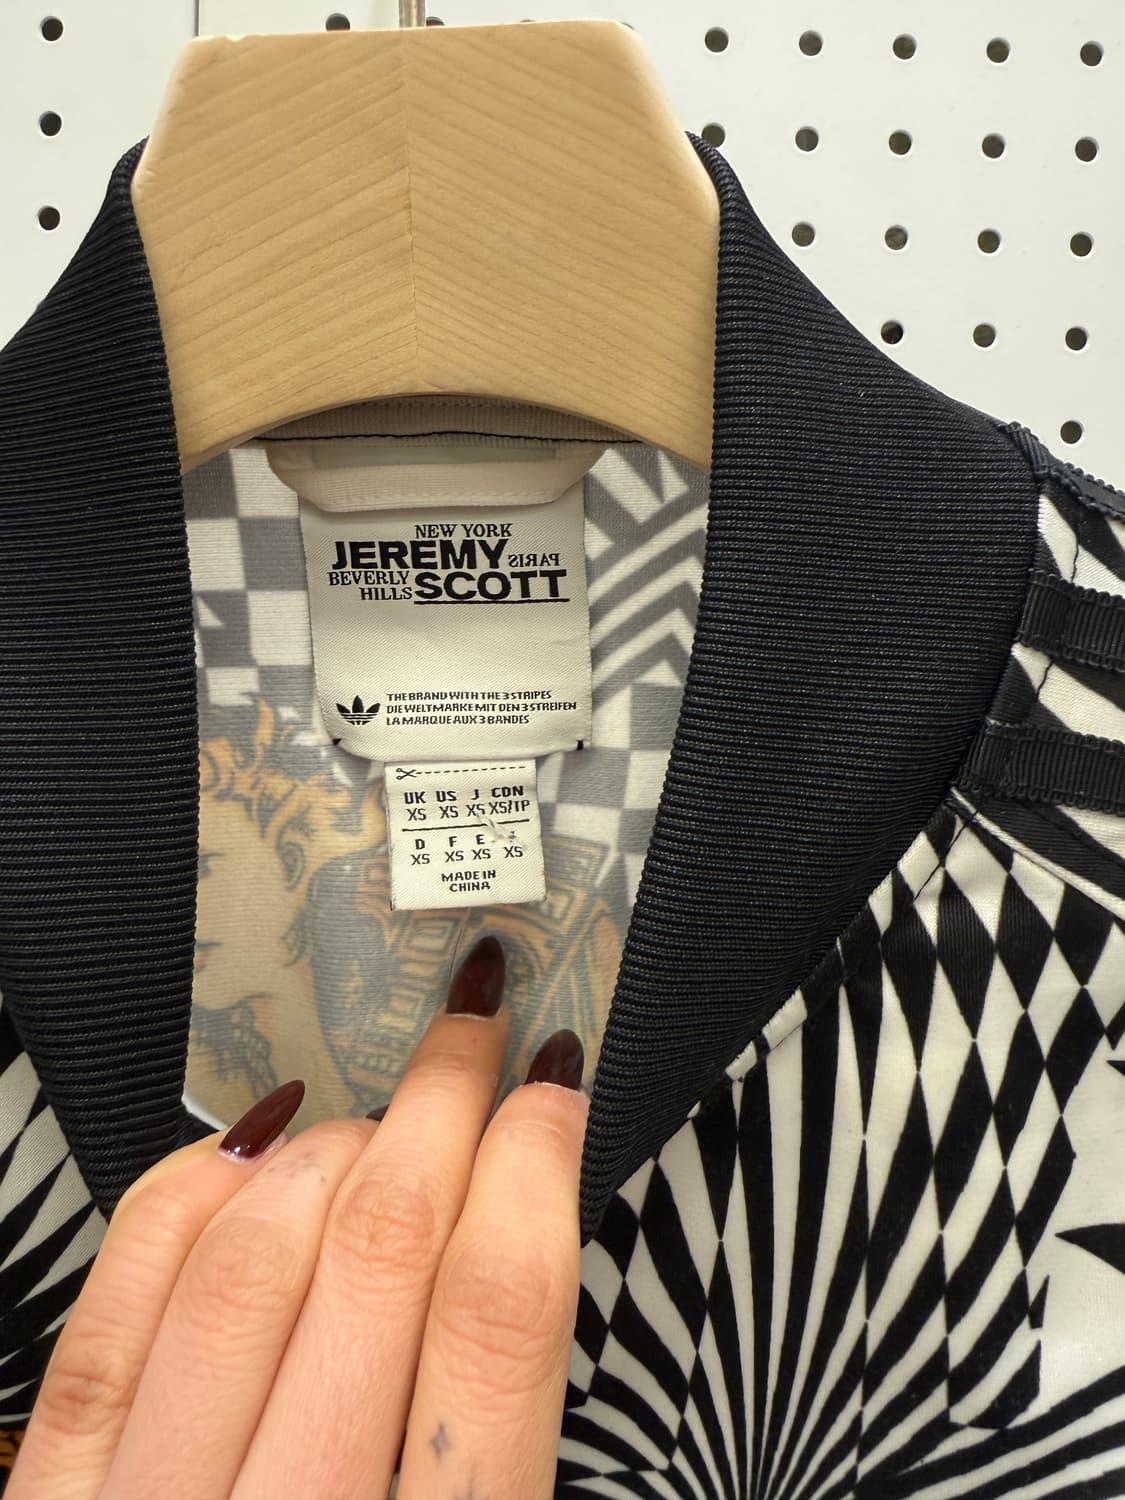 NEW YORK
JEREMY PARIS
BEVERLY HILLS SCOTT
THE BRAND WITH THE 3 STRIPES
DIE WELTMARKE MIT DEN 3 STREIFEN
LA MARQUE AUX 3 BANDES
UK US J CDN
XS XS XS XS/TP
D F E
XS XS XS XS
MADE IN
CHINA